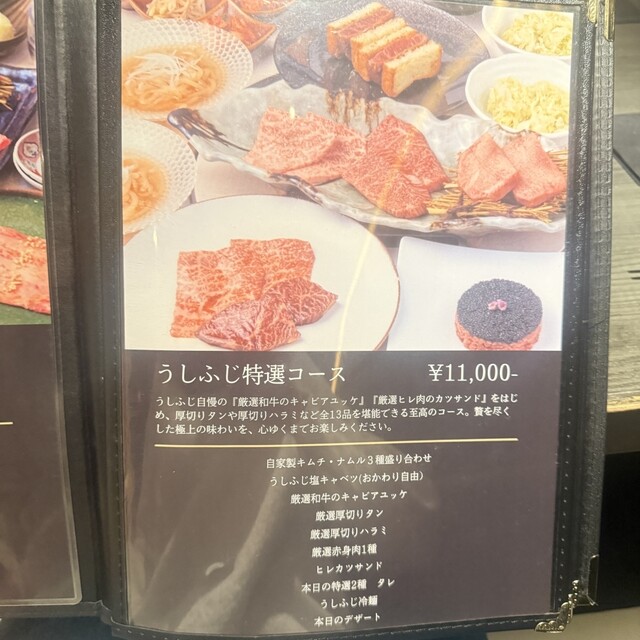 うしふじ特選コース ¥11,000-
うしふじ自慢の『厳選和牛のキャビアユッケ』『厳選ヒレ肉のカツサンド』をはじ
め、厚切りタンや厚切りハラミなど全13品を堪能できる至高のコース。贅を尽く
した極上の味わいを、心ゆくまでお楽しみください。
自家製キムチ・ナムル３種盛り合わせ
うしふじ塩キャベツ(おかわり自由)
厳選和牛のキャビアユッケ
厳選厚切りタン
厳選厚切りハラミ
厳選赤身肉1種
ヒレカツサンド
本日の特選2種 タレ
うしふじ冷麺
本日のデザート